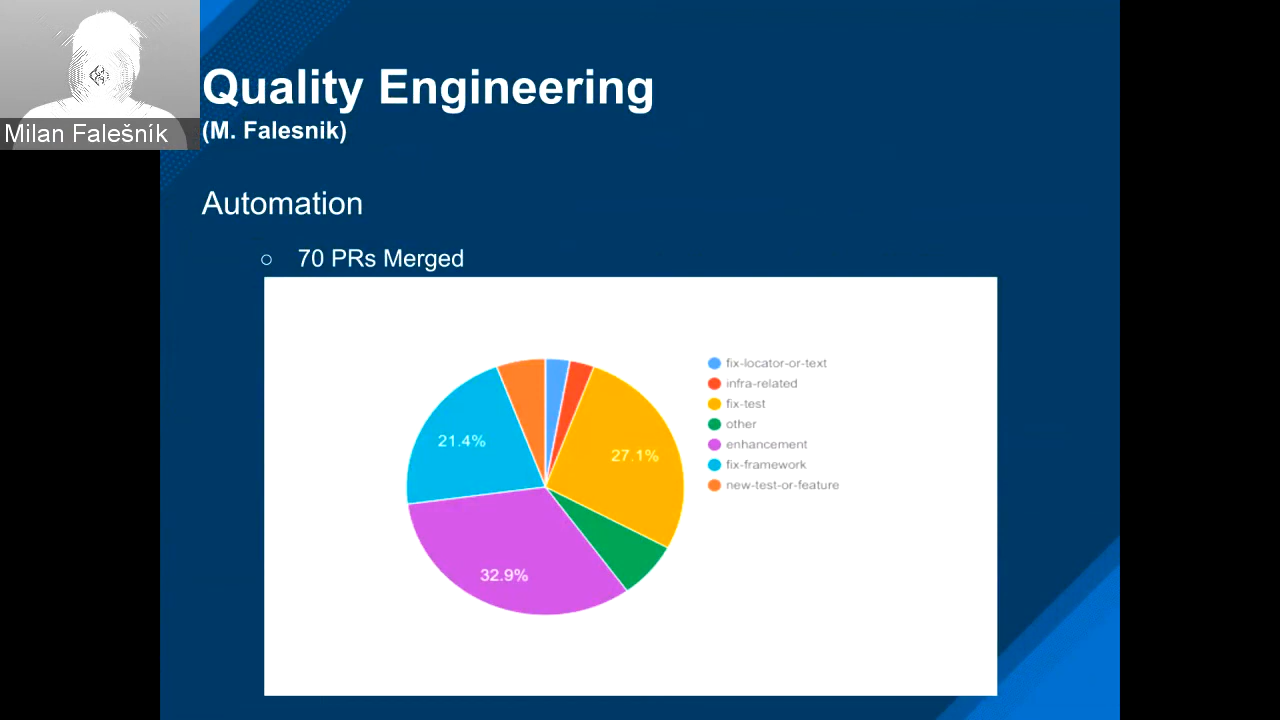 Milan Falešník
Quality Engineering
(M. Falesnik)
Automation
○ 70 PRs Merged
fix-locator-or-text
infra-related
fix-test
other
enhancement
fix-framework
new-test-or-feature
21.4%
27.1%
32.9%